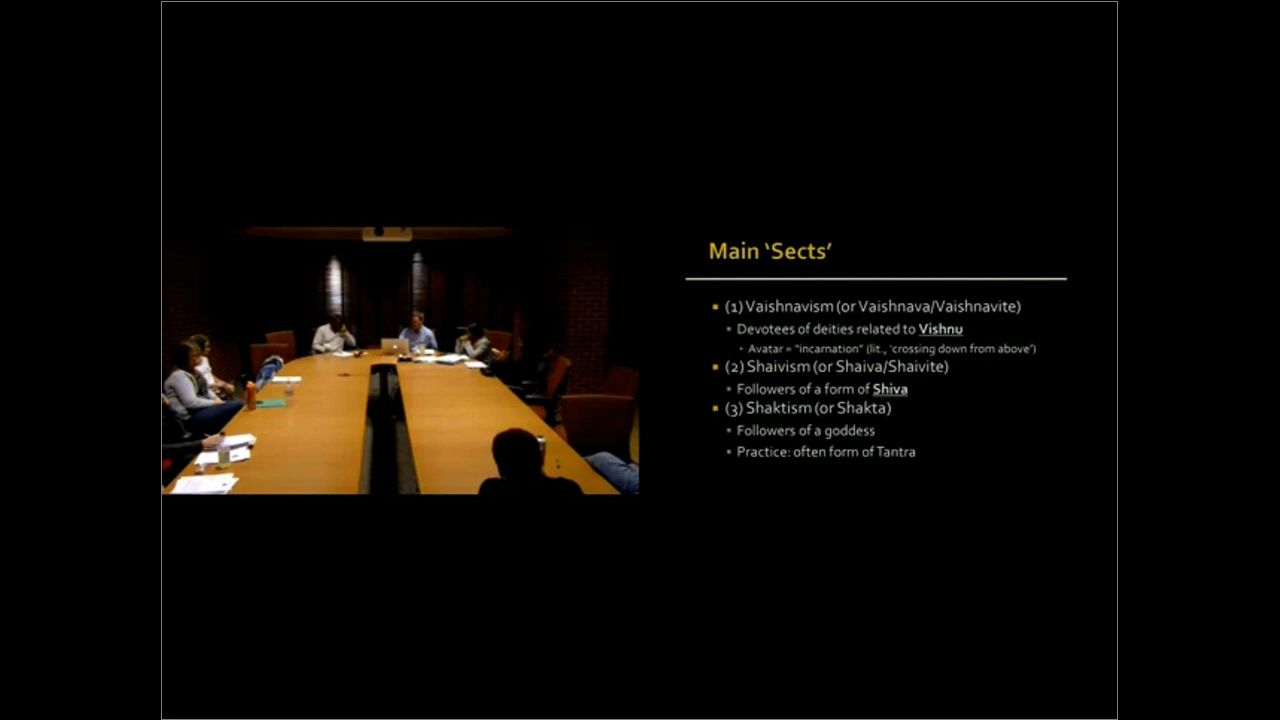 Main ‘Sects’
(1) Vaishnavism (or Vaishnava/Vaishnavite)
Devotees of deities related to Vishnu
Avatar = "incarnation" (lit., ‘crossing down from above’)
(2) Shaivism (or Shaiva/Shaivite)
Followers of a form of Shiva
(3) Shaktism (or Shakta)
Followers of a goddess
Practice: often form of Tantra